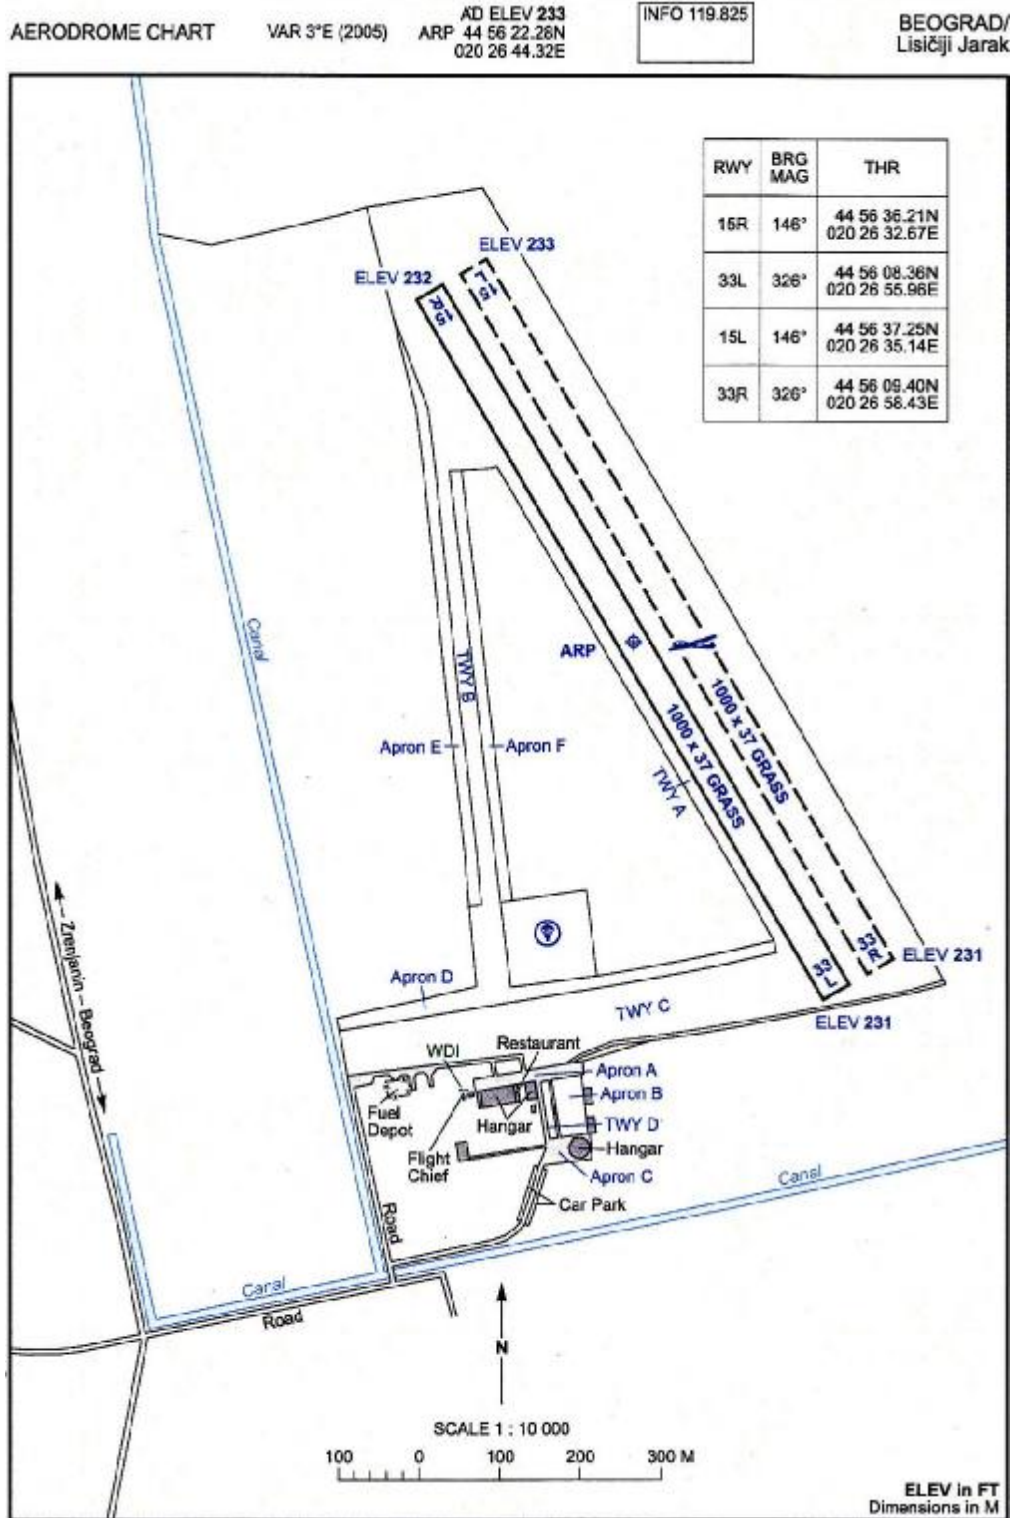 AERODROME CHART
VAR 3°E (2005)
AD ELEV 233
ARP 44 56 22.28N
020 26 44.32E
INFO 119.825
BEOGRAD/
Lisičiji Jarak
RWY BRG MAG THR
15R 146° 44 56 36.21N
020 26 32.67E
33L 326° 44 56 08.36N
020 26 55.96E
15L 146° 44 56 37.25N
020 26 35.14E
33R 326° 44 56 09.40N
020 26 58.43E
ELEV 233
ELEV 232
15 L
15 R
Canal
ARP
TWY B
1000 x 37 GRASS
1000 x 37 GRASS
Apron E
Apron F
TWY A
Zrenjanin – Beograd
33 R
ELEV 231
33 L
Apron D
TWY C
ELEV 231
Restaurant
WDI
Apron A
Apron B
Fuel
Depot
Hangar
TWY D
Hangar
Flight
Chief
Apron C
Canal
Car Park
Road
Canal
Road
N
SCALE 1 : 10 000
100 0 100 200 300 M
ELEV in FT
Dimensions in M